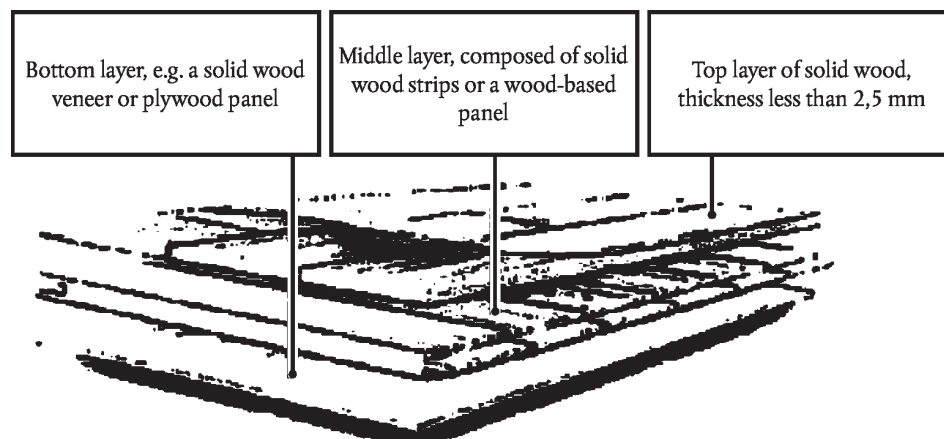 Bottom layer, e.g. a solid wood
veneer or plywood panel
Middle layer, composed of solid
wood strips or a wood-based
panel
Top layer of solid wood,
thickness less than 2,5 mm